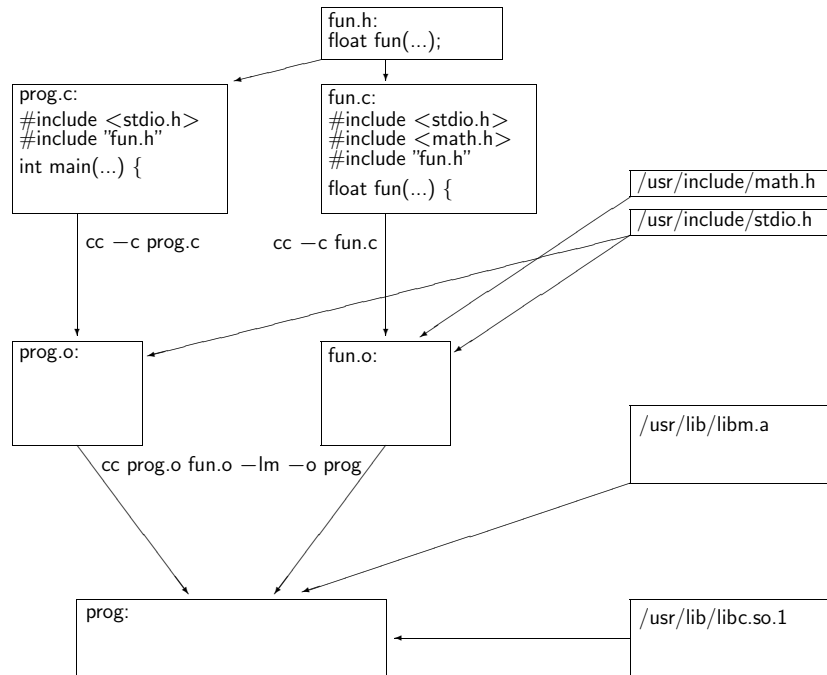 fun.h:
float fun(...);
prog.c:
#include <stdio.h>
#include "fun.h"
int main(...) {
fun.c:
#include <stdio.h>
#include <math.h>
#include "fun.h"
float fun(...) {
/usr/include/math.h
/usr/include/stdio.h
cc −c prog.c
cc −c fun.c
prog.o:
fun.o:
/usr/lib/libm.a
cc prog.o fun.o −lm −o prog
prog:
/usr/lib/libc.so.1